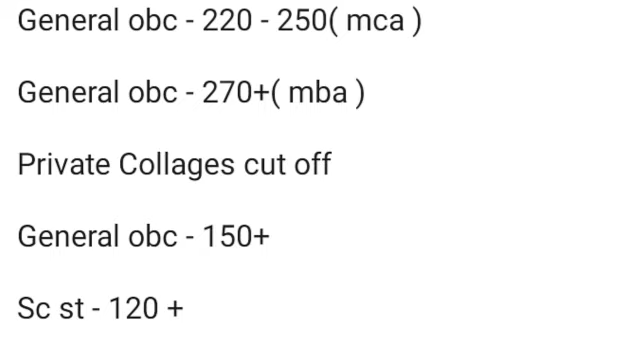 General obc - 220 - 250( mca )
General obc - 270+( mba )
Private Collages cut off
General obc - 150+
Sc st - 120 +